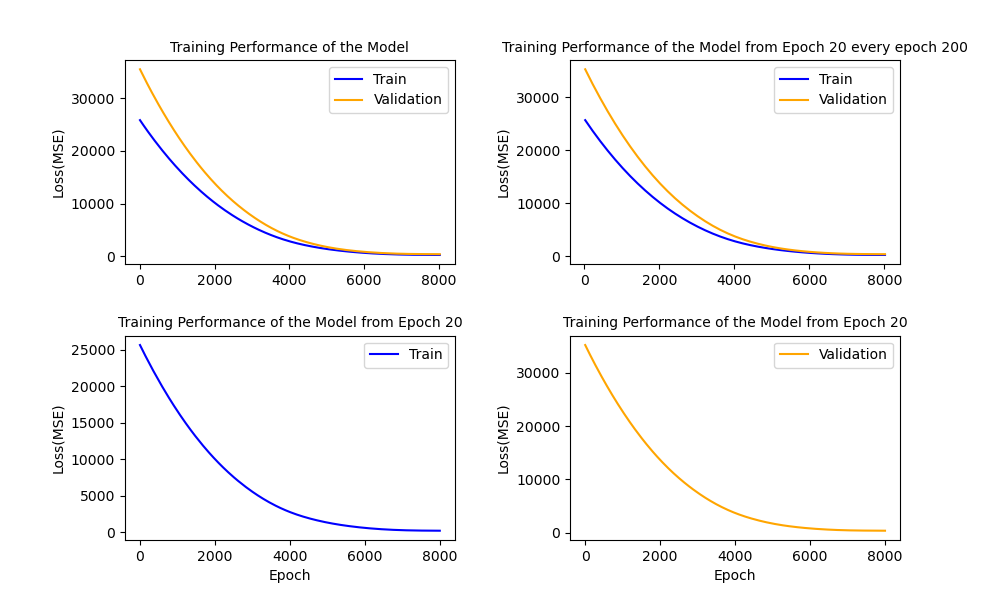 Training Performance of the Model
Loss(MSE)
30000
20000
10000
0
0 2000 4000 6000 8000
Train
Validation
Training Performance of the Model from Epoch 20 every epoch 200
Loss(MSE)
30000
20000
10000
0
0 2000 4000 6000 8000
Train
Validation
Training Performance of the Model from Epoch 20
Loss(MSE)
25000
20000
15000
10000
5000
0
0 2000 4000 6000 8000
Epoch
Train
Training Performance of the Model from Epoch 20
Loss(MSE)
30000
20000
10000
0
0 2000 4000 6000 8000
Epoch
Validation